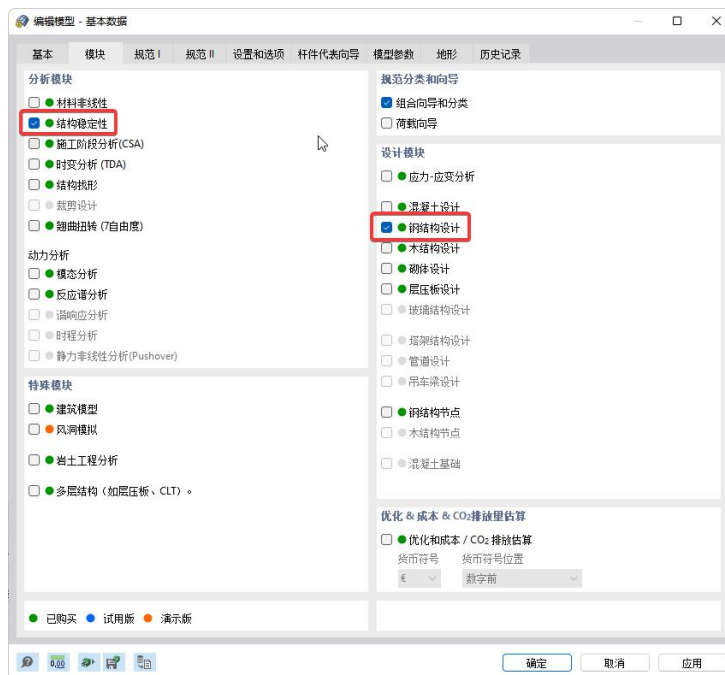 编辑模型 - 基本数据
基本 模块 规范 I 规范 II 设置和选项 杆件代表向导 模型参数 地形 历史记录
分析模块
材料非线性
结构稳定性
施工阶段分析(CSA)
时变分析 (TDA)
结构找形
裁剪设计
翘曲扭转 (7自由度)
动力分析
模态分析
反应谱分析
谐响应分析
时程分析
静力非线性分析(Pushover)
特殊模块
建筑模型
风洞模拟
岩土工程分析
多层结构（如层压板、CLT）。
规范分类和向导
组合向导和分类
荷载向导
设计模块
应力-应变分析
混凝土设计
钢结构设计
木结构设计
砌体设计
层压板设计
玻璃结构设计
塔架结构设计
管道设计
吊车梁设计
钢结构节点
木结构节点
混凝土基础
优化 & 成本 & CO₂排放量估算
优化和成本 / CO₂ 排放估算
货币符号 货币符号位置
€ 数字前
已购买 试用版 演示版
0,00
确定 取消 应用